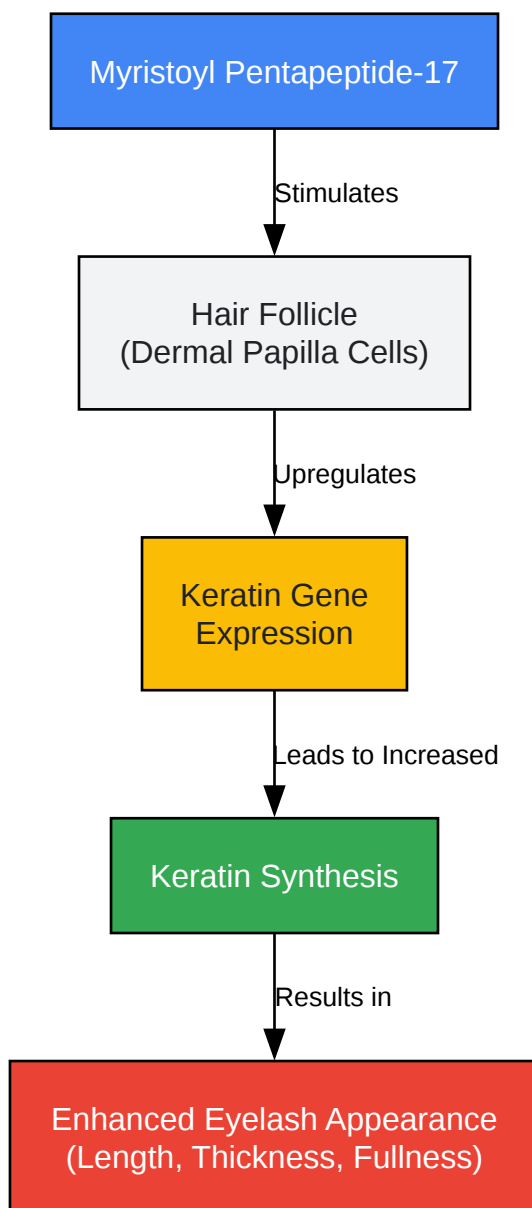 Myristoyl Pentapeptide-17
Stimulates
Hair Follicle
(Dermal Papilla Cells)
Upregulates
Keratin Gene
Expression
Leads to Increased
Keratin Synthesis
Results in
Enhanced Eyelash Appearance
(Length, Thickness, Fullness)